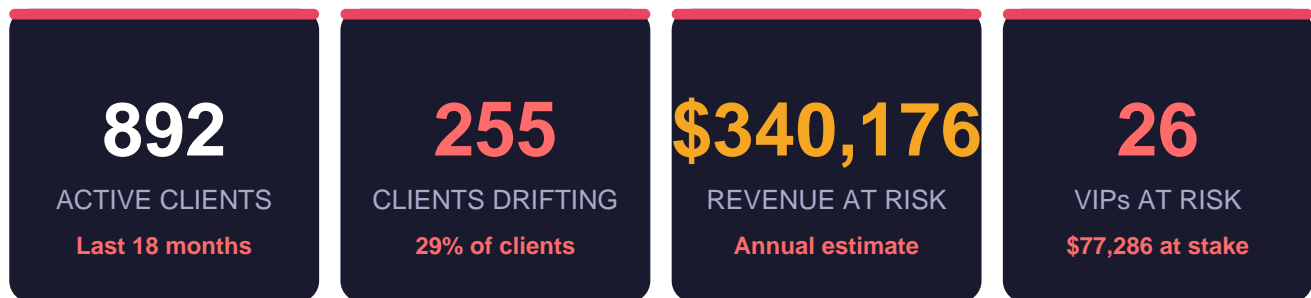 892
ACTIVE CLIENTS
Last 18 months
255
CLIENTS DRIFTING
29% of clients
$340,176
REVENUE AT RISK
Annual estimate
26
VIPs AT RISK
$77,286 at stake